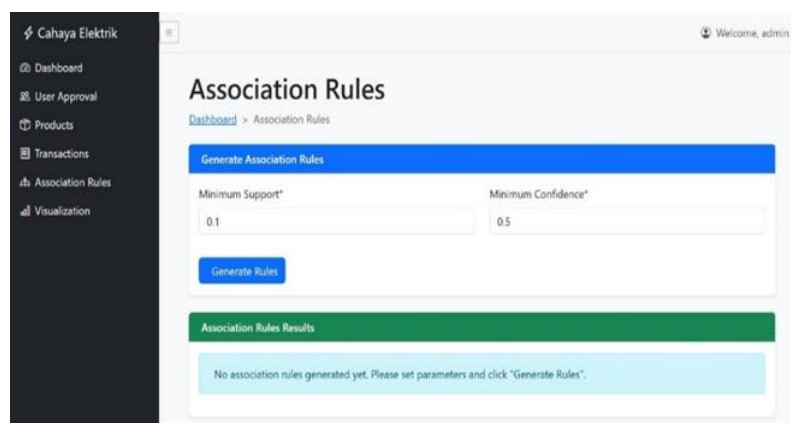 Cahaya Elektrik
Welcome, admin
Dashboard
User Approval
Products
Transactions
Association Rules
Visualization
Association Rules
Dashboard > Association Rules
Generate Association Rules
Minimum Support*
Minimum Confidence*
0.1
0.5
Generate Rules
Association Rules Results
No association rules generated yet. Please set parameters and click "Generate Rules".